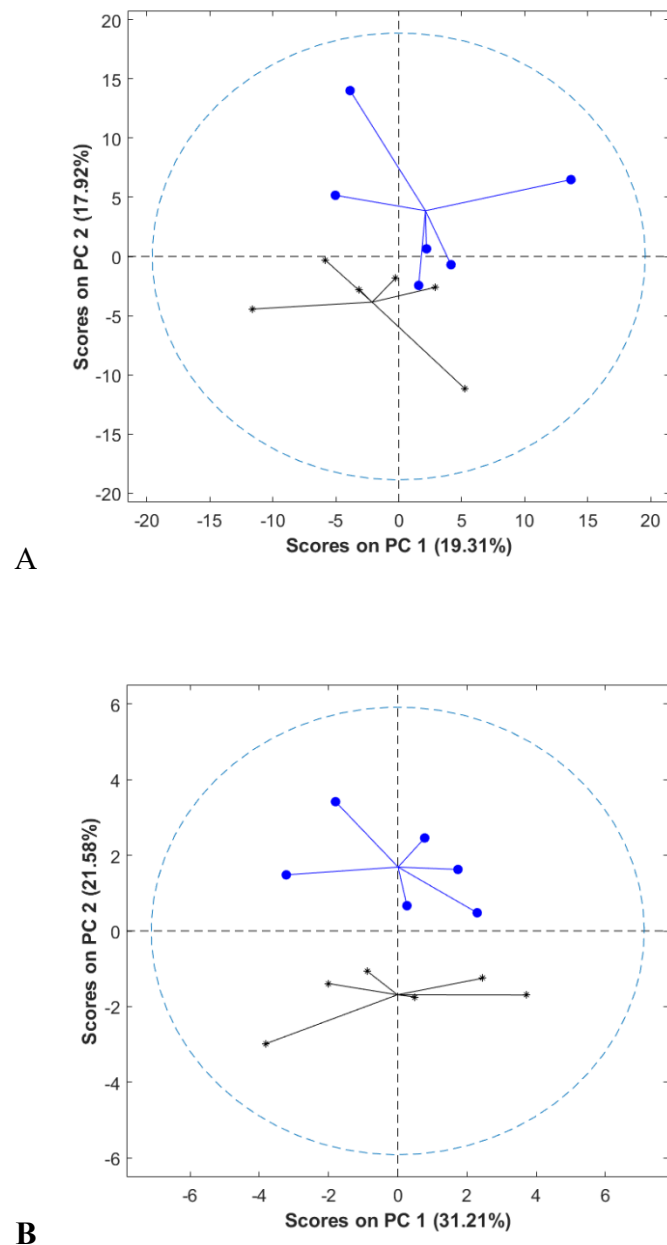 20
15
10
5
0
-5
-10
-15
-20
Scores on PC 2 (17.92%)
-20 -15 -10 -5 0 5 10 15 20
Scores on PC 1 (19.31%)
A
6
4
2
0
-2
-4
-6
Scores on PC 2 (21.58%)
-6 -4 -2 0 2 4 6
Scores on PC 1 (31.21%)
B